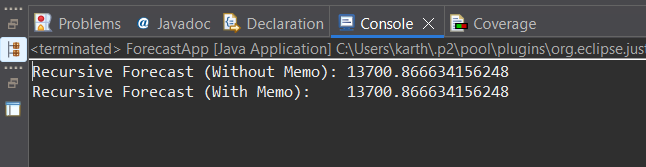 Problems @ Javadoc Declaration Console Coverage
<terminated> ForecastApp [Java Application] C:\Users\karth\.p2\pool\plugins\org.eclipse.just
Recursive Forecast (Without Memo): 13700.866634156248
Recursive Forecast (With Memo):    13700.866634156248